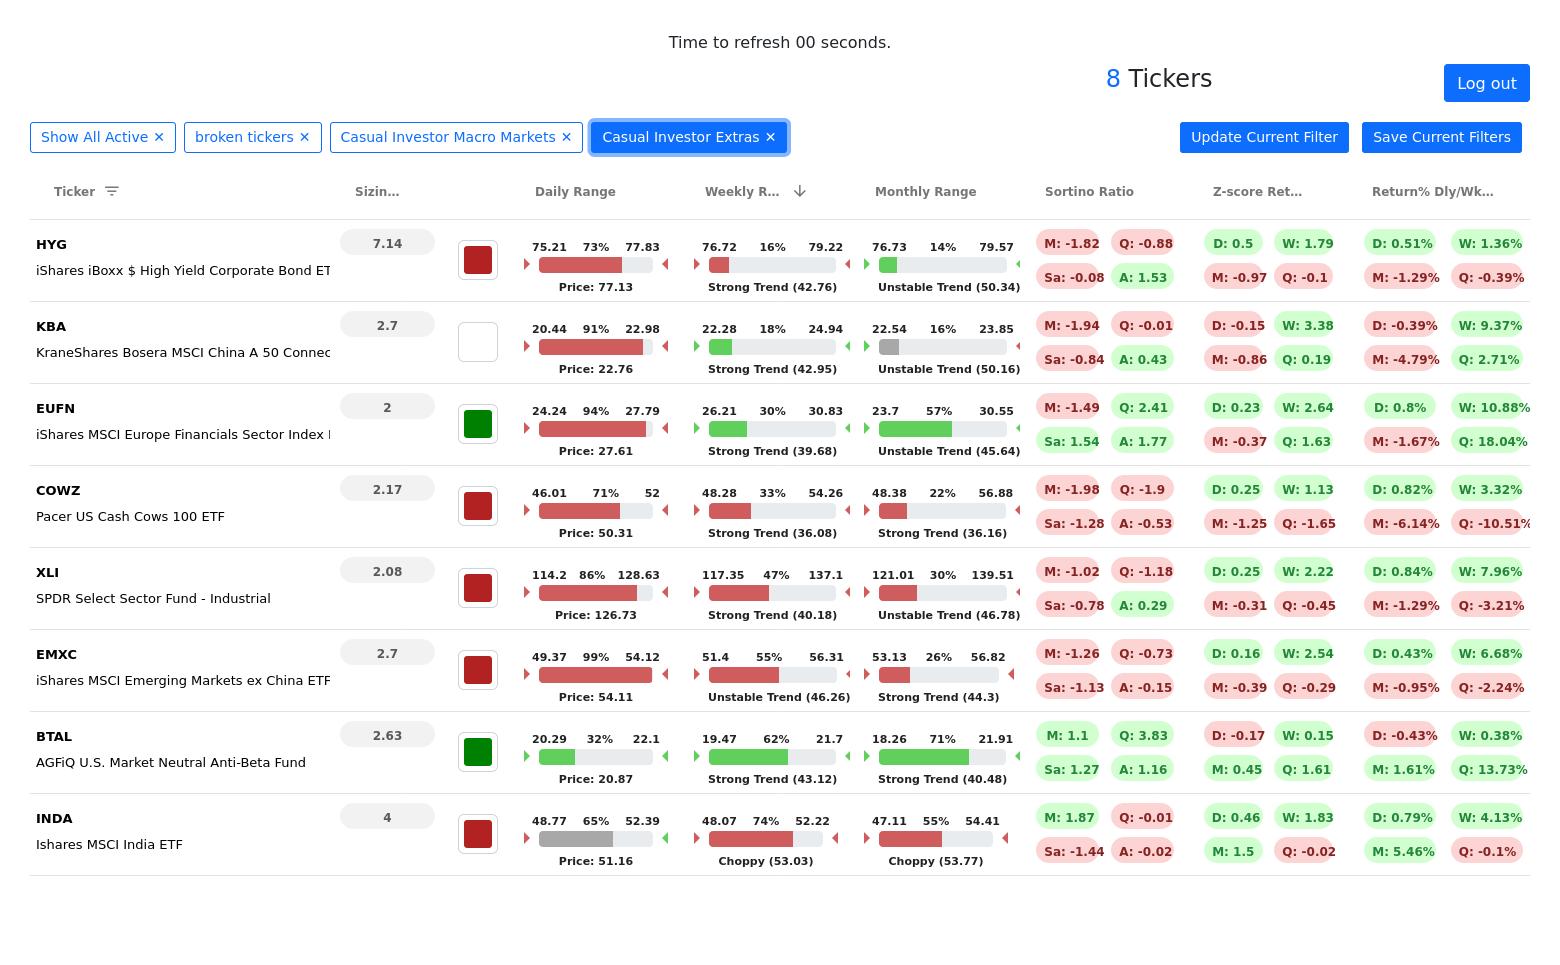 Time to refresh 00 seconds.
8 Tickers
Log out
Show All Active ✕ broken tickers ✕ Casual Investor Macro Markets ✕ Casual Investor Extras ✕ Update Current Filter Save Current Filters
Ticker Sizin... Daily Range Weekly R... Monthly Range Sortino Ratio Z-score Ret... Return% Dly/Wk...
HYG 7.14 75.21 73% 77.83 76.72 16% 79.22 76.73 14% 79.57 M: -1.82 Q: -0.88 D: 0.5 W: 1.79 D: 0.51% W: 1.36%
iShares iBoxx $ High Yield Corporate Bond ET Sa: -0.08 A: 1.53 M: -0.97 Q: -0.1 M: -1.29% Q: -0.39%
Price: 77.13 Strong Trend (42.76) Unstable Trend (50.34)
KBA 2.7 20.44 91% 22.98 22.28 18% 24.94 22.54 16% 23.85 M: -1.94 Q: -0.01 D: -0.15 W: 3.38 D: -0.39% W: 9.37%
KraneShares Bosera MSCI China A 50 Connec Sa: -0.84 A: 0.43 M: -0.86 Q: 0.19 M: -4.79% Q: 2.71%
Price: 22.76 Strong Trend (42.95) Unstable Trend (50.16)
EUFN 2 24.24 94% 27.79 26.21 30% 30.83 23.7 57% 30.55 M: -1.49 Q: 2.41 D: 0.23 W: 2.64 D: 0.8% W: 10.88%
iShares MSCI Europe Financials Sector Index Sa: 1.54 A: 1.77 M: -0.37 Q: 1.63 M: -1.67% Q: 18.04%
Price: 27.61 Strong Trend (39.68) Unstable Trend (45.64)
COWZ 2.17 46.01 71% 52 48.28 33% 54.26 48.38 22% 56.88 M: -1.98 Q: -1.9 D: 0.25 W: 1.13 D: 0.82% W: 3.32%
Pacer US Cash Cows 100 ETF Sa: -1.28 A: -0.53 M: -1.25 Q: -1.65 M: -6.14% Q: -10.51%
Price: 50.31 Strong Trend (36.08) Strong Trend (36.16)
XLI 2.08 114.2 86% 128.63 117.35 47% 137.1 121.01 30% 139.51 M: -1.02 Q: -1.18 D: 0.25 W: 2.22 D: 0.84% W: 7.96%
SPDR Select Sector Fund - Industrial Sa: -0.78 A: 0.29 M: -0.31 Q: -0.45 M: -1.29% Q: -3.21%
Price: 126.73 Strong Trend (40.18) Unstable Trend (46.78)
EMXC 2.7 49.37 99% 54.12 51.4 55% 56.31 53.13 26% 56.82 M: -1.26 Q: -0.73 D: 0.16 W: 2.54 D: 0.43% W: 6.68%
iShares MSCI Emerging Markets ex China ETF Sa: -1.13 A: -0.15 M: -0.39 Q: -0.29 M: -0.95% Q: -2.24%
Price: 54.11 Unstable Trend (46.26) Strong Trend (44.3)
BTAL 2.63 20.29 32% 22.1 19.47 62% 21.7 18.26 71% 21.91 M: 1.1 Q: 3.83 D: -0.17 W: 0.15 D: -0.43% W: 0.38%
AGFiQ U.S. Market Neutral Anti-Beta Fund Sa: 1.27 A: 1.16 M: 0.45 Q: 1.61 M: 1.61% Q: 13.73%
Price: 20.87 Strong Trend (43.12) Strong Trend (40.48)
INDA 4 48.77 65% 52.39 48.07 74% 52.22 47.11 55% 54.41 M: 1.87 Q: -0.01 D: 0.46 W: 1.83 D: 0.79% W: 4.13%
Ishares MSCI India ETF Sa: -1.44 A: -0.02 M: 1.5 Q: -0.02 M: 5.46% Q: -0.1%
Price: 51.16 Choppy (53.03) Choppy (53.77)